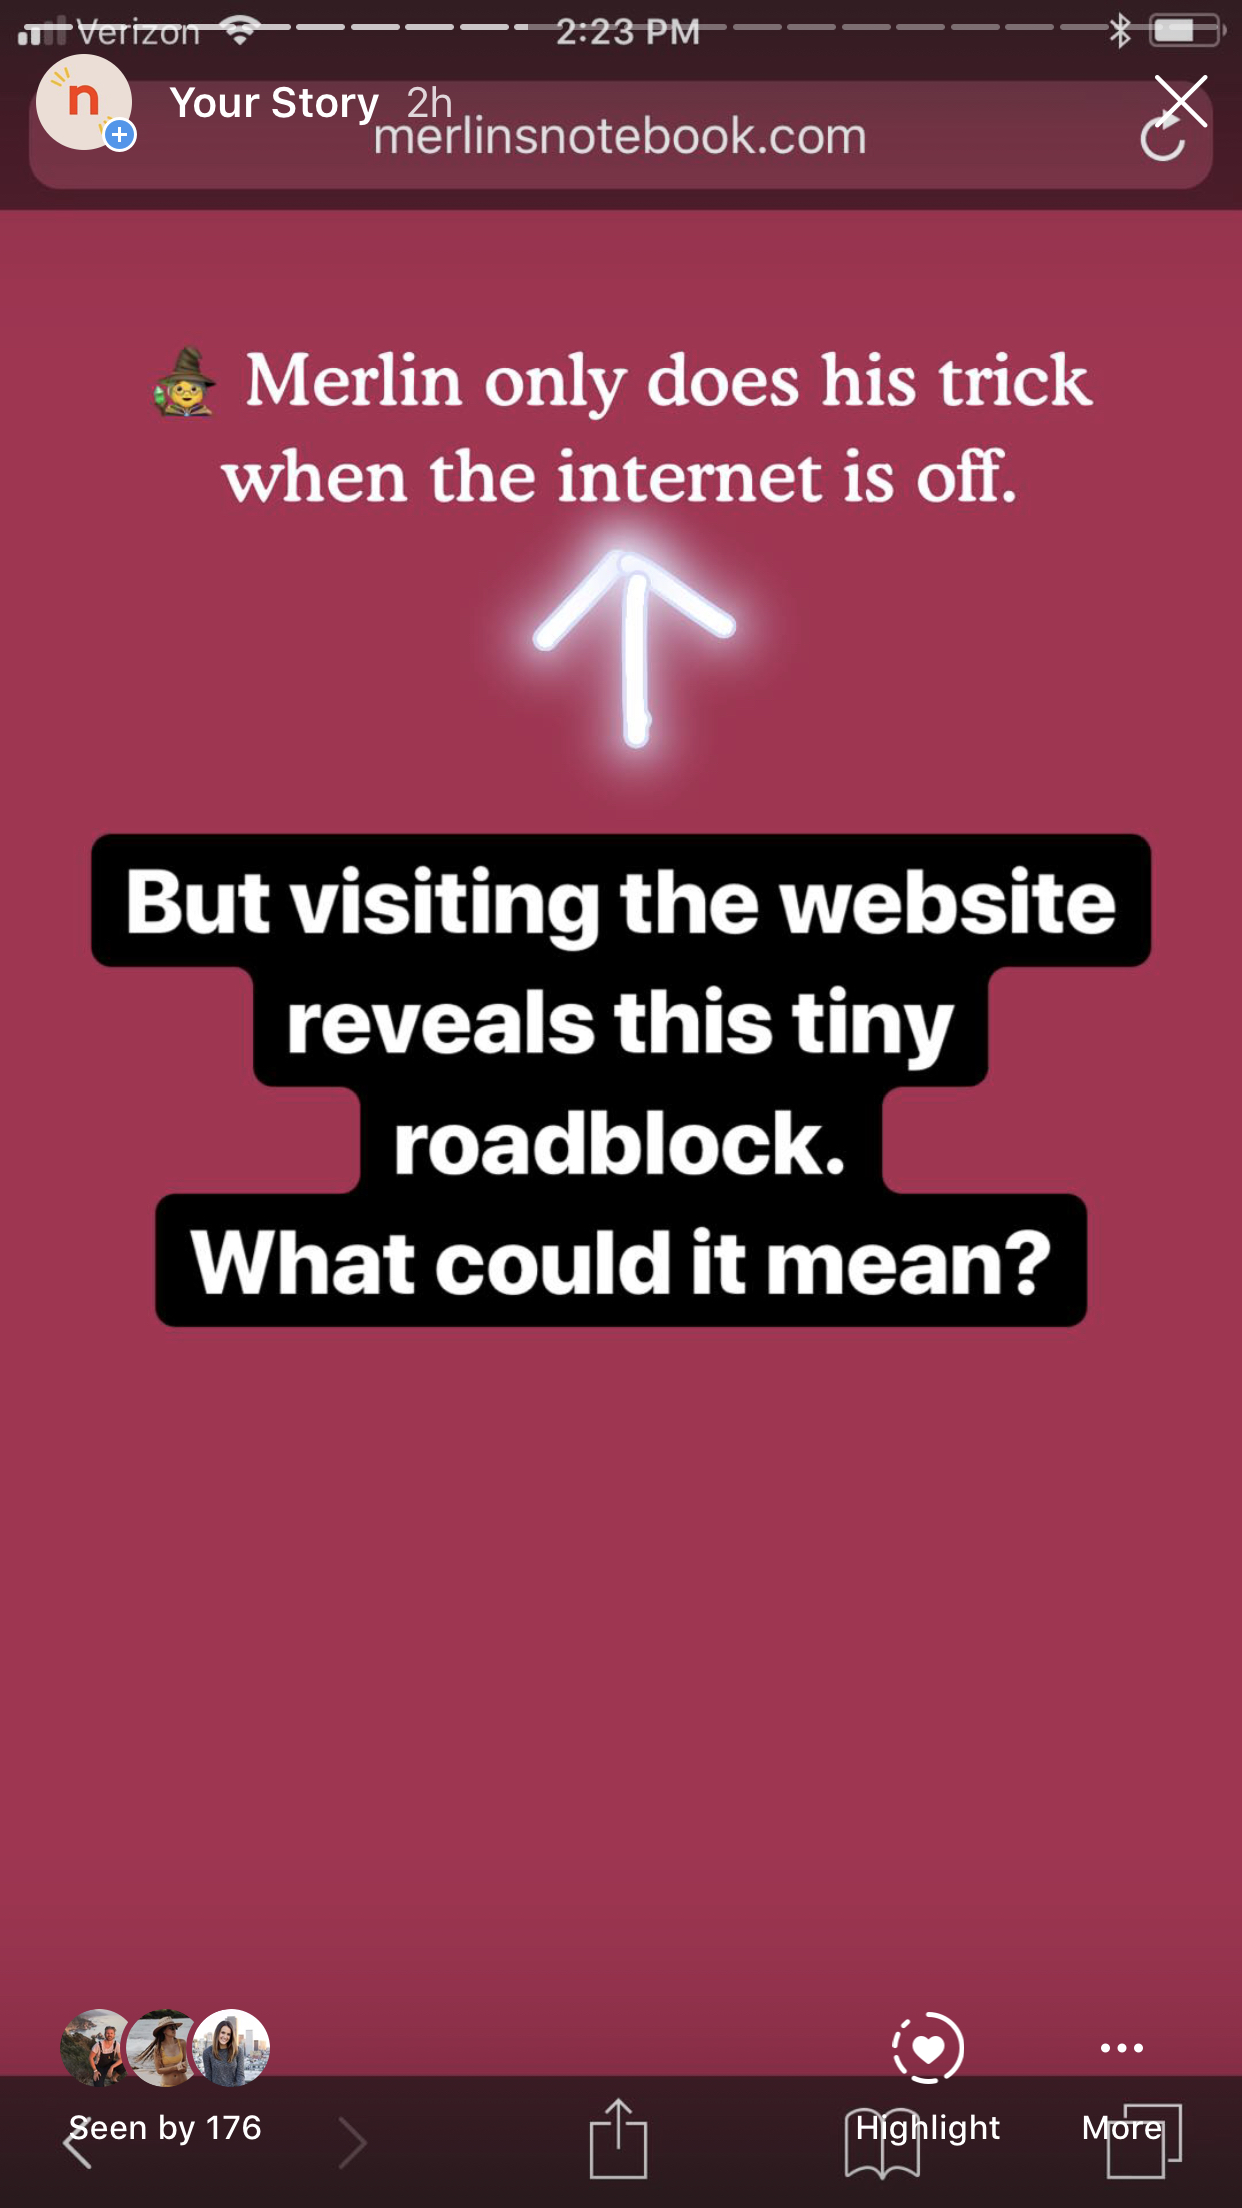 Verizon 2:23 PM
n Your Story 2h
merlinsnotebook.com
Merlin only does his trick
when the internet is off.
But visiting the website
reveals this tiny
roadblock.
What could it mean?
Seen by 176 Highlight More